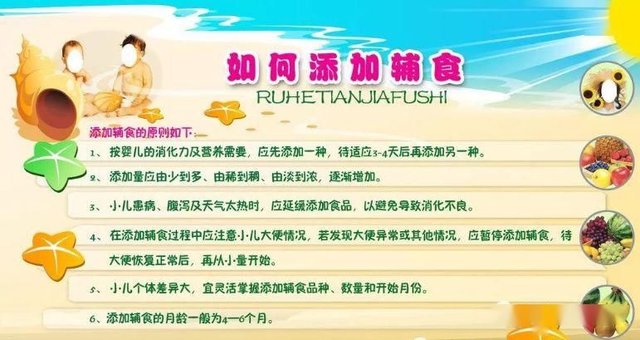 如何添加辅食
RUHETIANJIAFUSHI
添加辅食的原则如下：
1、按婴儿的消化力及营养需要，应先添加一种，待适应3-4天后再添加另一种。
2、添加量应由少到多、由稀到稠、由淡到浓，逐渐增加。
3、小儿患病、腹泻及天气太热时，应延缓添加食品，以避免导致消化不良。
4、在添加辅食过程中应注意小儿大便情况，若发现大便异常或其他情况，应暂停添加辅食，待
大便恢复正常后，再从小量开始。
5、小儿个体差异大，宜灵活掌握添加辅食品种、数量和开始月份。
6、添加辅食的月龄一般为4—6个月。